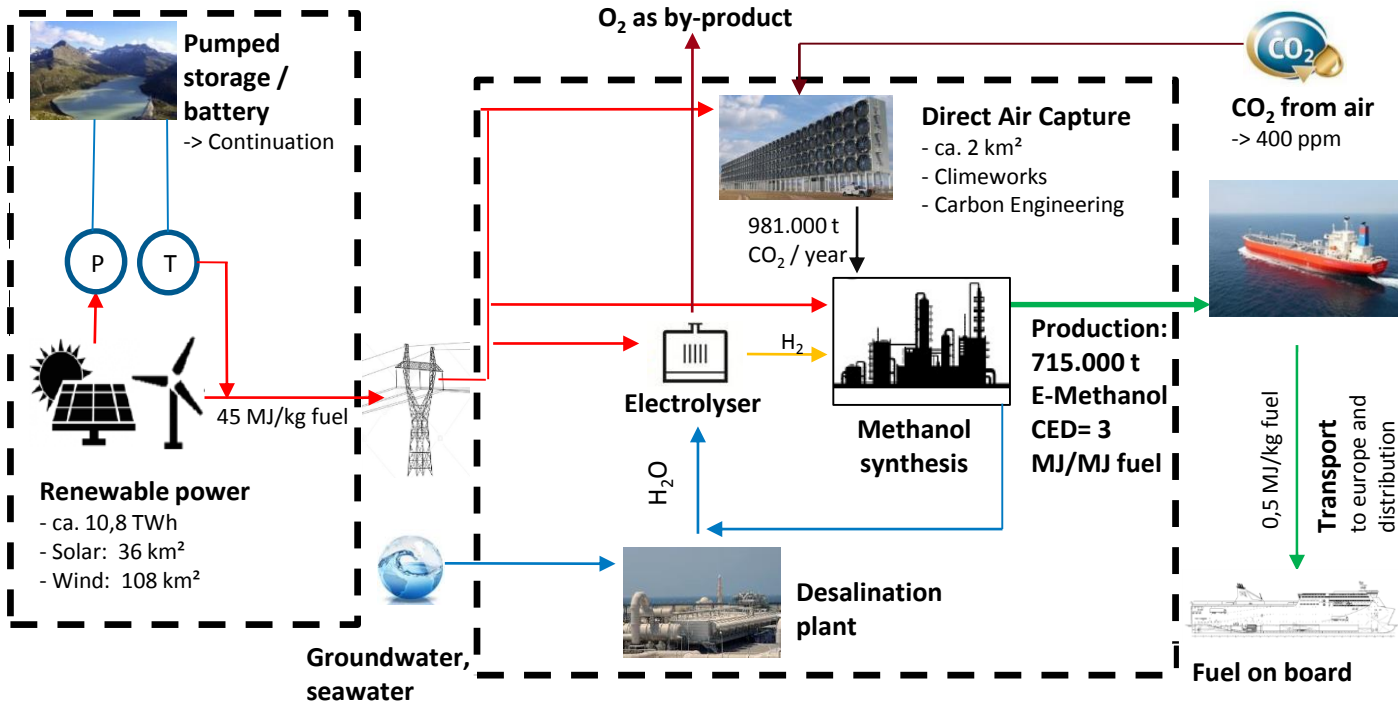 Pumped
storage /
battery
-> Continuation
P
T
45 MJ/kg fuel
Renewable power
- ca. 10,8 TWh
- Solar: 36 km²
- Wind: 108 km²
Groundwater,
seawater
O₂ as by-product
Direct Air Capture
- ca. 2 km²
- Climeworks
- Carbon Engineering
981.000 t
CO₂ / year
CO₂
CO₂ from air
-> 400 ppm
H₂
Electrolyser
Methanol
synthesis
Production:
715.000 t
E-Methanol
CED= 3
MJ/MJ fuel
H₂O
Desalination
plant
0,5 MJ/kg fuel
Transport
to europe and
distribution
Fuel on board